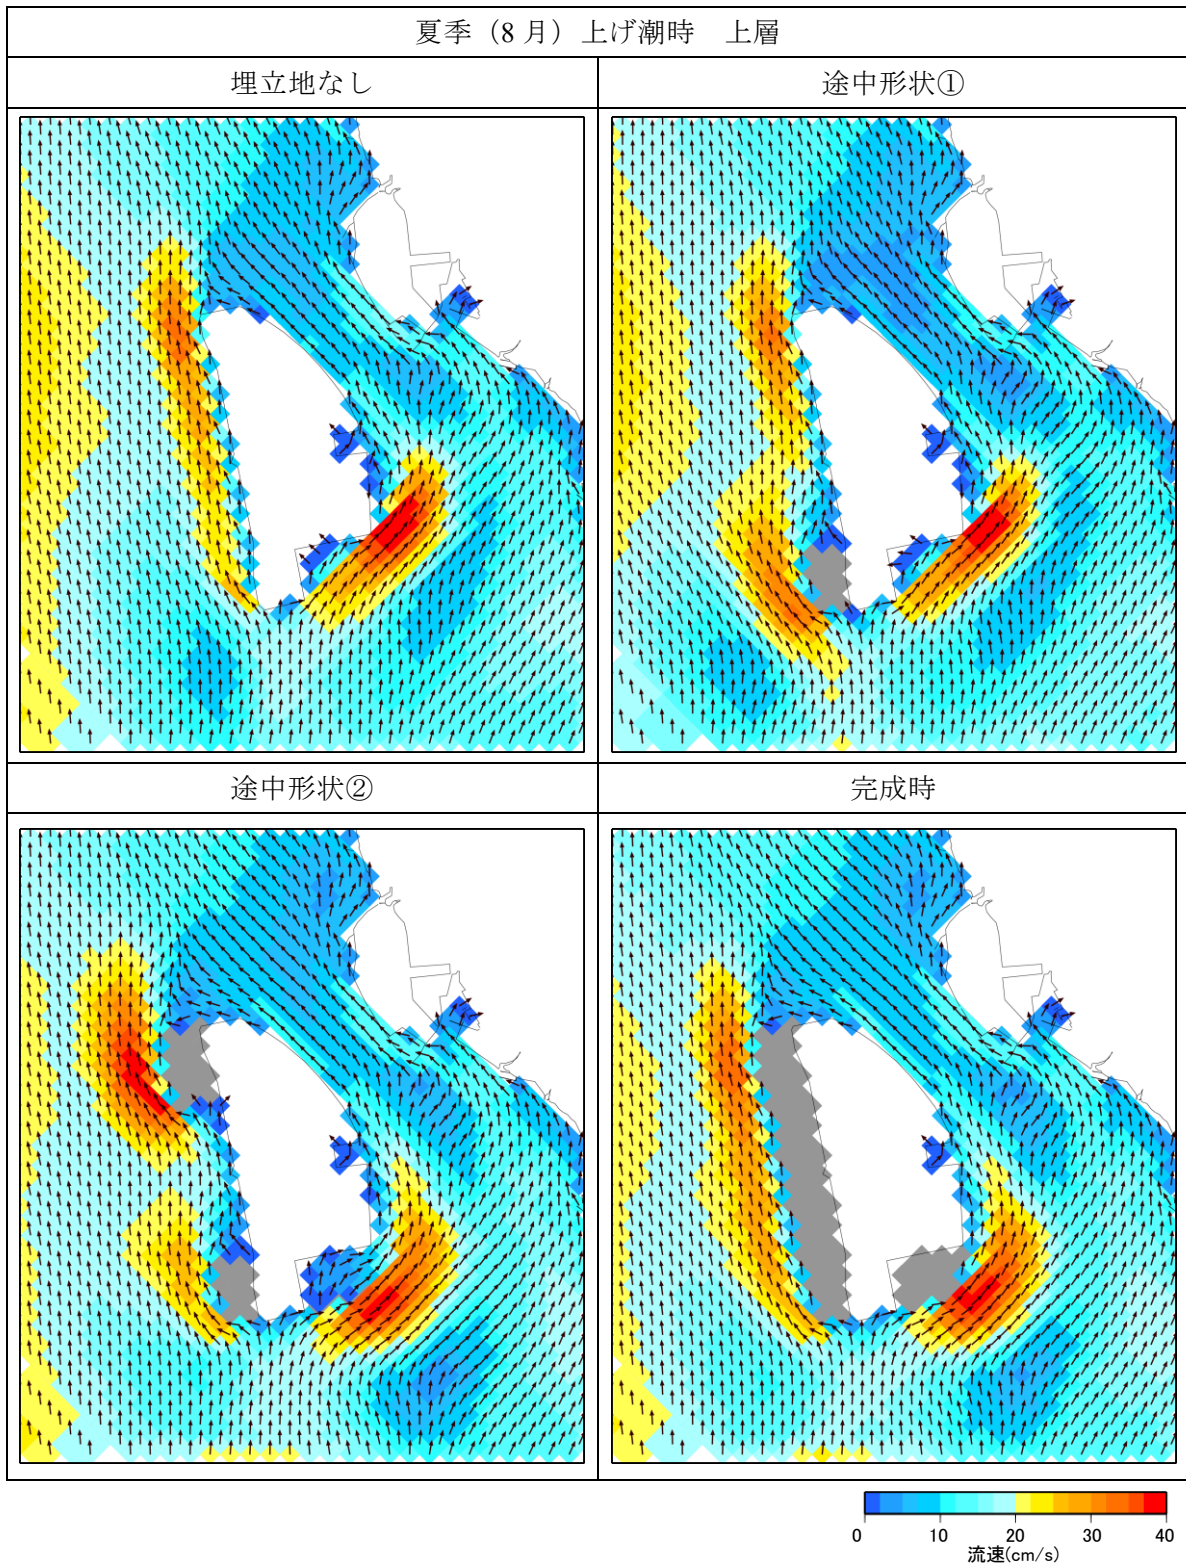 夏季（8 月）上げ潮時　上層
埋立地なし
途中形状①
途中形状②
完成時
0 10 20 30 40
流速(cm/s)